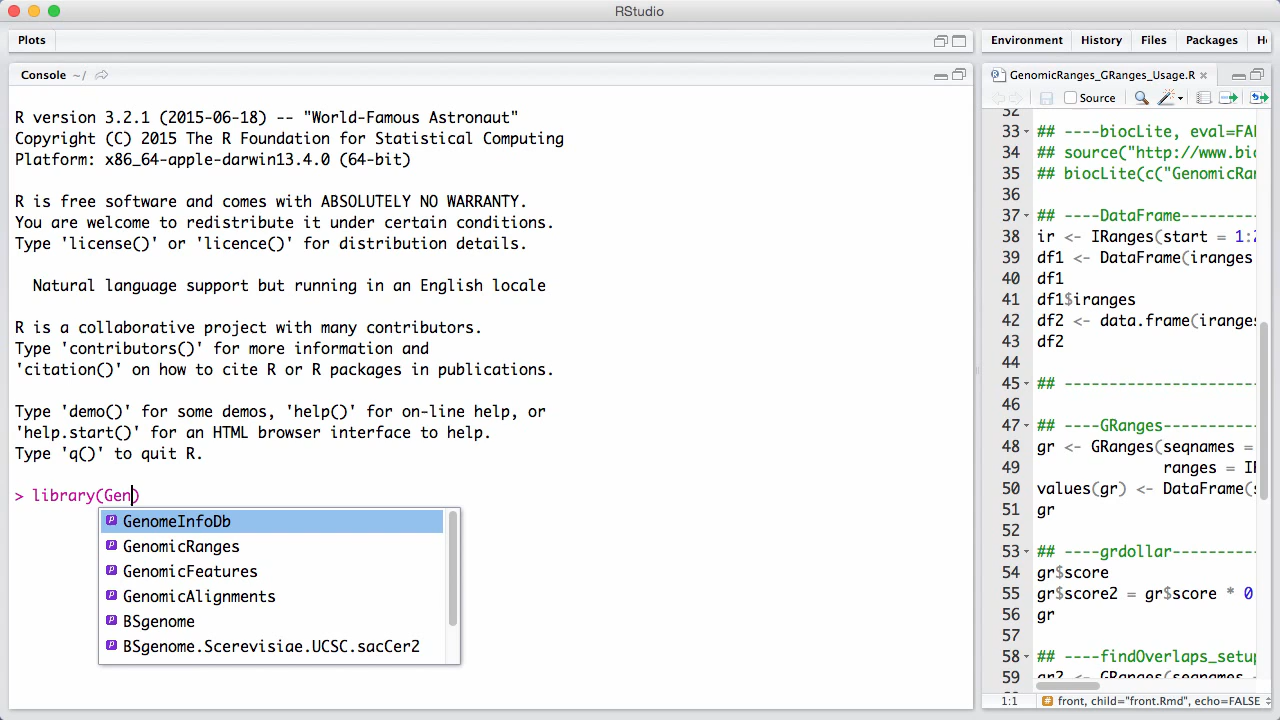 RStudio
Plots
Console ~/
R version 3.2.1 (2015-06-18) -- "World-Famous Astronaut"
Copyright (C) 2015 The R Foundation for Statistical Computing
Platform: x86_64-apple-darwin13.4.0 (64-bit)
R is free software and comes with ABSOLUTELY NO WARRANTY.
You are welcome to redistribute it under certain conditions.
Type 'license()' or 'licence()' for distribution details.
Natural language support but running in an English locale
R is a collaborative project with many contributors.
Type 'contributors()' for more information and
'citation()' on how to cite R or R packages in publications.
Type 'demo()' for some demos, 'help()' for on-line help, or
'help.start()' for an HTML browser interface to help.
Type 'q()' to quit R.
> library(Gen)
GenomeInfoDb
GenomicRanges
GenomicFeatures
GenomicAlignments
BSgenome
BSgenome.Scerevisiae.UCSC.sacCer2
Environment History Files Packages H
GenomicRanges_GRanges_Usage.R
Source
32
33 ## ----biocLite, eval=FA
34 ## source("http://www.bio
35 ## biocLite(c("GenomicRa
36
37 ## ----DataFrame---------
38 ir <- IRanges(start = 1:2
39 df1 <- DataFrame(iranges
40 df1
41 df1$iranges
42 df2 <- data.frame(iranges
43 df2
44
45 ## ----------------------
46
47 ## ----GRanges-----------
48 gr <- GRanges(seqnames =
49 ranges = I
50 values(gr) <- DataFrame(s
51 gr
52
53 ## ----grdollar----------
54 gr$score
55 gr$score2 = gr$score * 0
56 gr
57
58 ## ----findOverlaps_setup
59 gr2 <- GRanges(seqnames
1:1 # front, child="front.Rmd", echo=FALSE